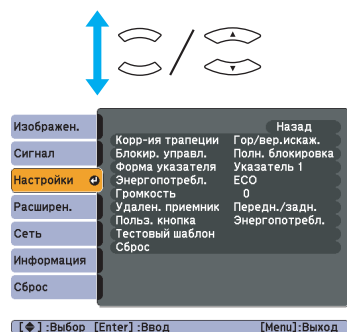 Изображен.
Сигнал
Настройки
Расширен.
Сеть
Информация
Сброс
Назад
Корр-ия трапеции Гор/вер.искаж.
Блокир. управл. Полн. блокировка
Форма указателя Указатель 1
Энергопотребл. ECO
Громкость 0
Удален. приемник Передн./задн.
Польз. кнопка Энергопотребл.
Тестовый шаблон
Сброс
[◆] :Выбор [Enter] :Ввод [Menu]:Выход